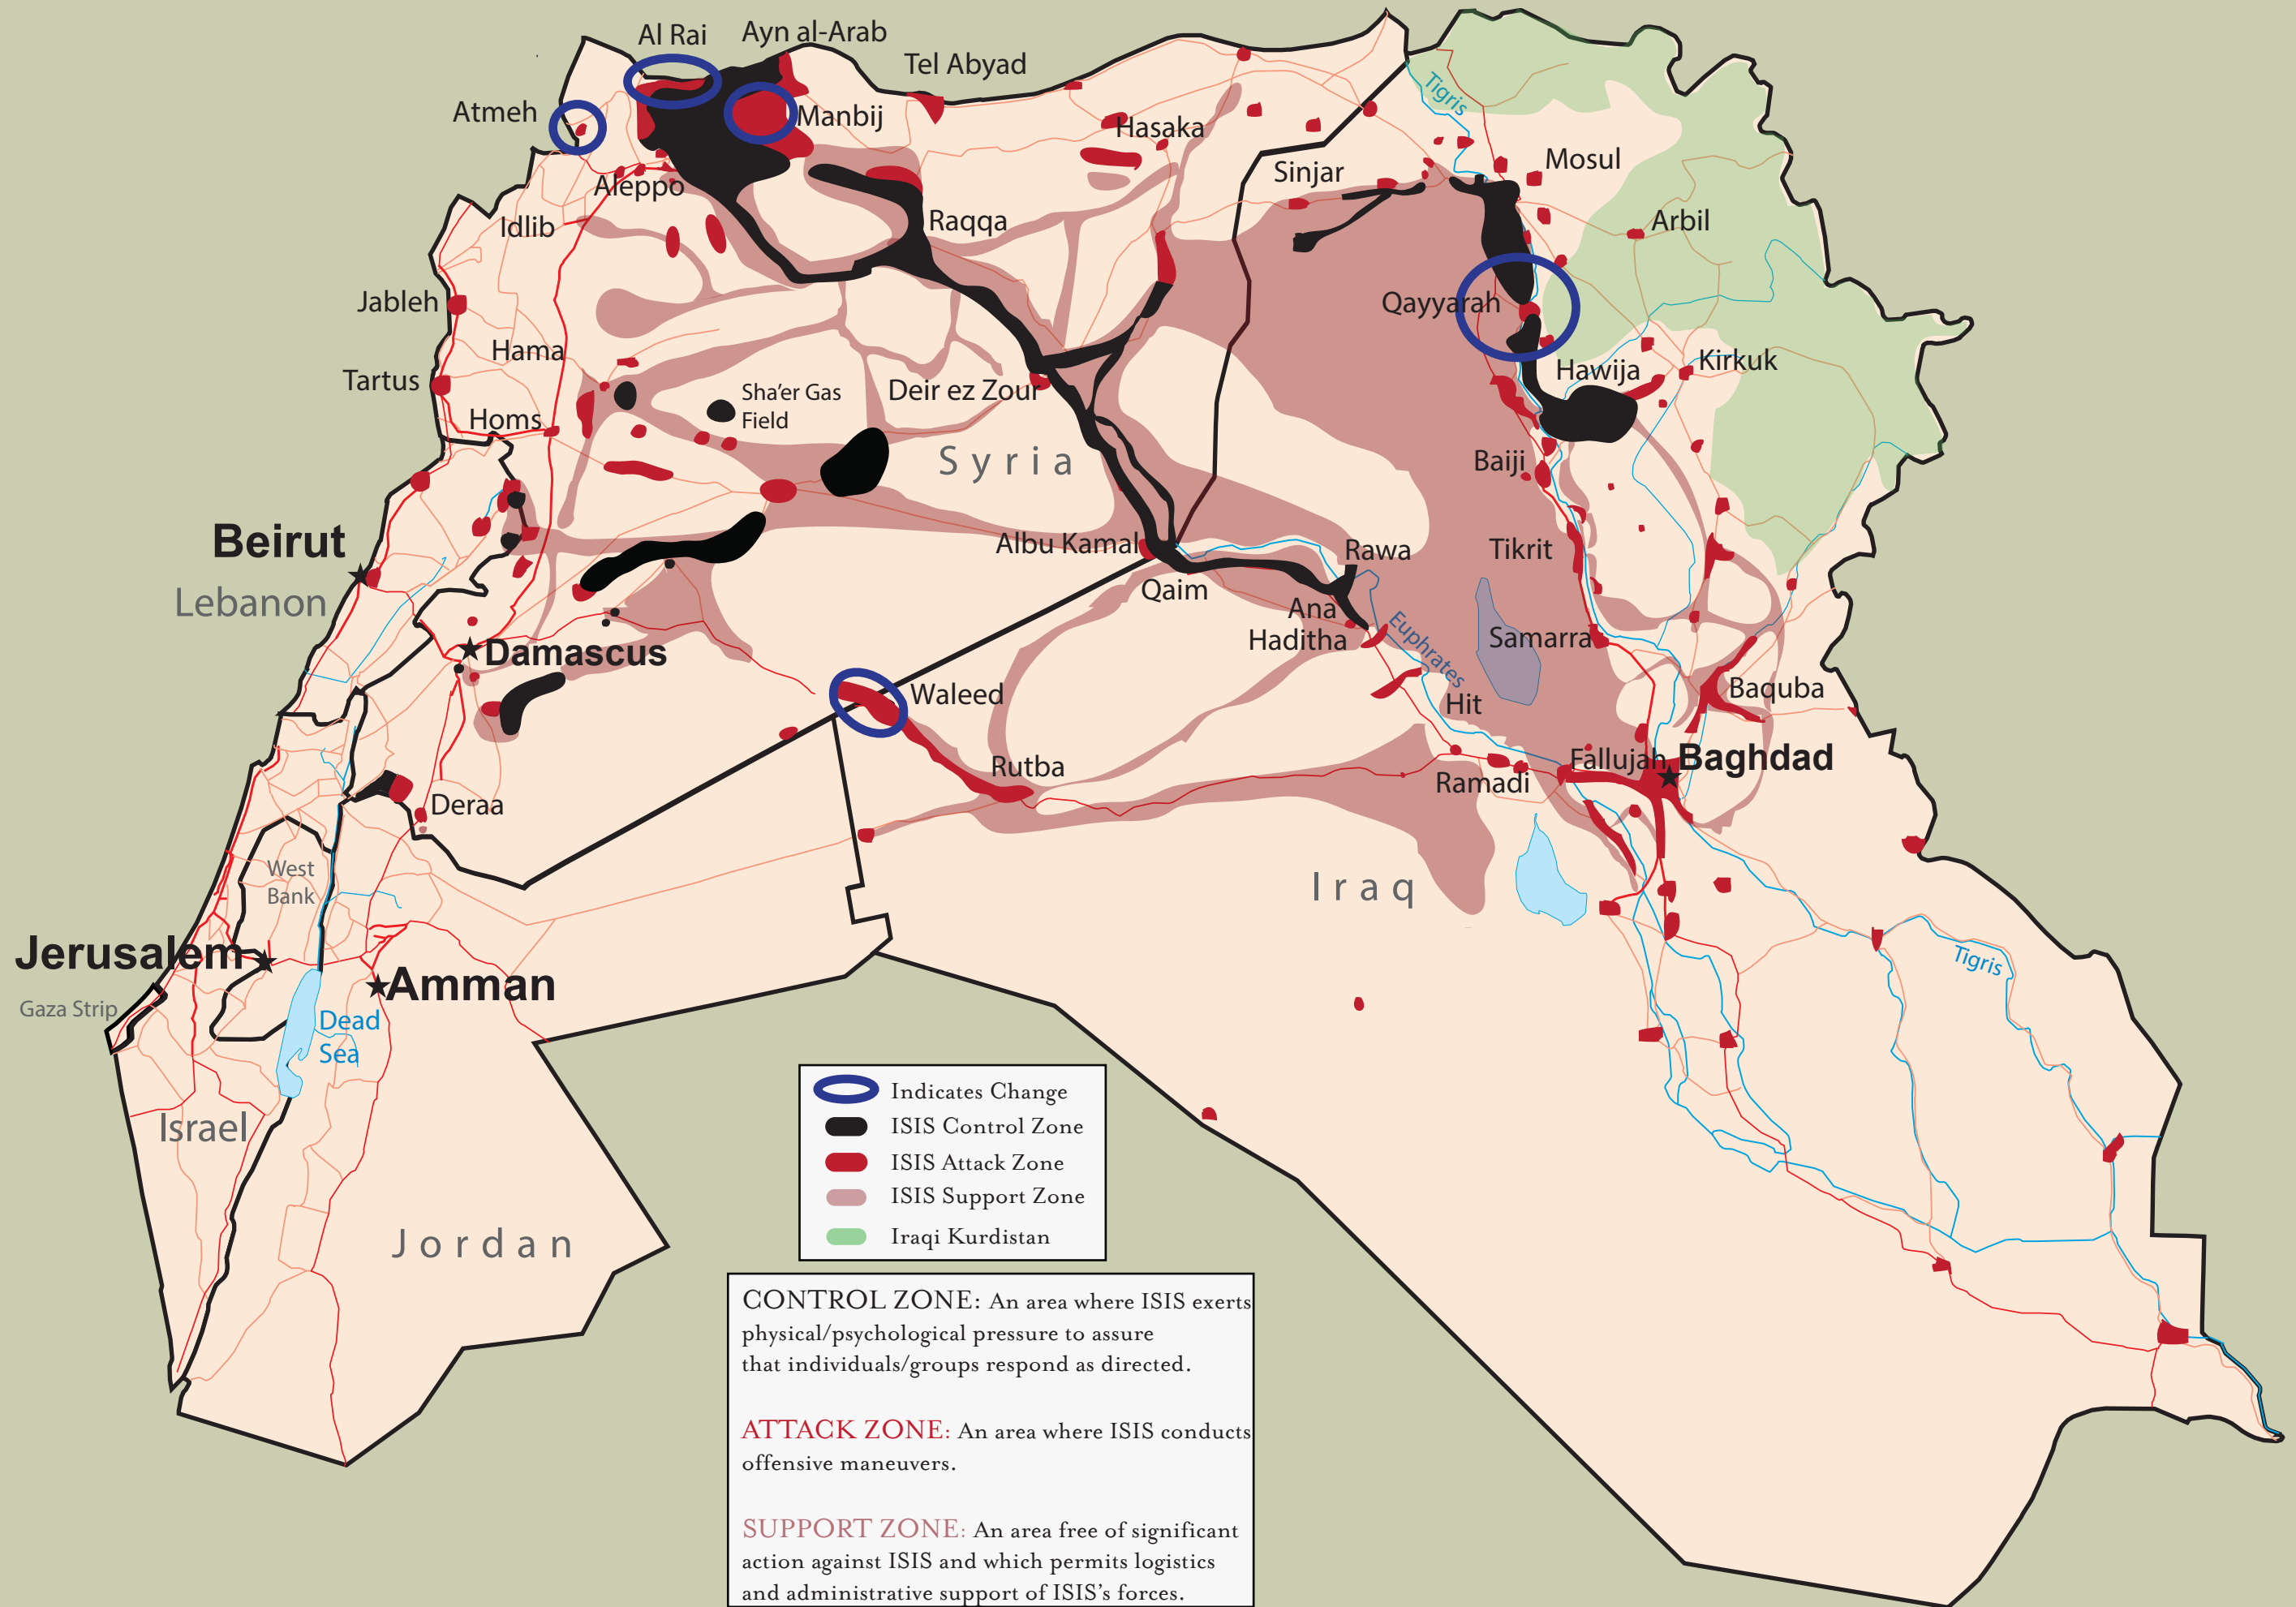 Al Rai
Ayn al-Arab
Tel Abyad
Atmeh
Manbij
Hasaka
Tigris
Mosul
Sinjar
Aleppo
Idlib
Raqqa
Arbil
Jableh
Qayyarah
Hama
Tartus
Sha'er Gas
Field
Deir ez Zour
Hawija
Kirkuk
Homs
Syria
Baiji
Beirut
Lebanon
Albu Kamal
Rawa
Tikrit
Qaim
Ana
Haditha
Euphrates
Samarra
Damascus
Waleed
Hit
Baquba
Rutba
Fallujah
Baghdad
Ramadi
Deraa
West
Bank
Iraq
Jerusalem
Amman
Gaza Strip
Tigris
Dead
Sea
Israel
Jordan
Indicates Change
ISIS Control Zone
ISIS Attack Zone
ISIS Support Zone
Iraqi Kurdistan
CONTROL ZONE: An area where ISIS exerts
physical/psychological pressure to assure
that individuals/groups respond as directed.
ATTACK ZONE: An area where ISIS conducts
offensive maneuvers.
SUPPORT ZONE: An area free of significant
action against ISIS and which permits logistics
and administrative support of ISIS's forces.